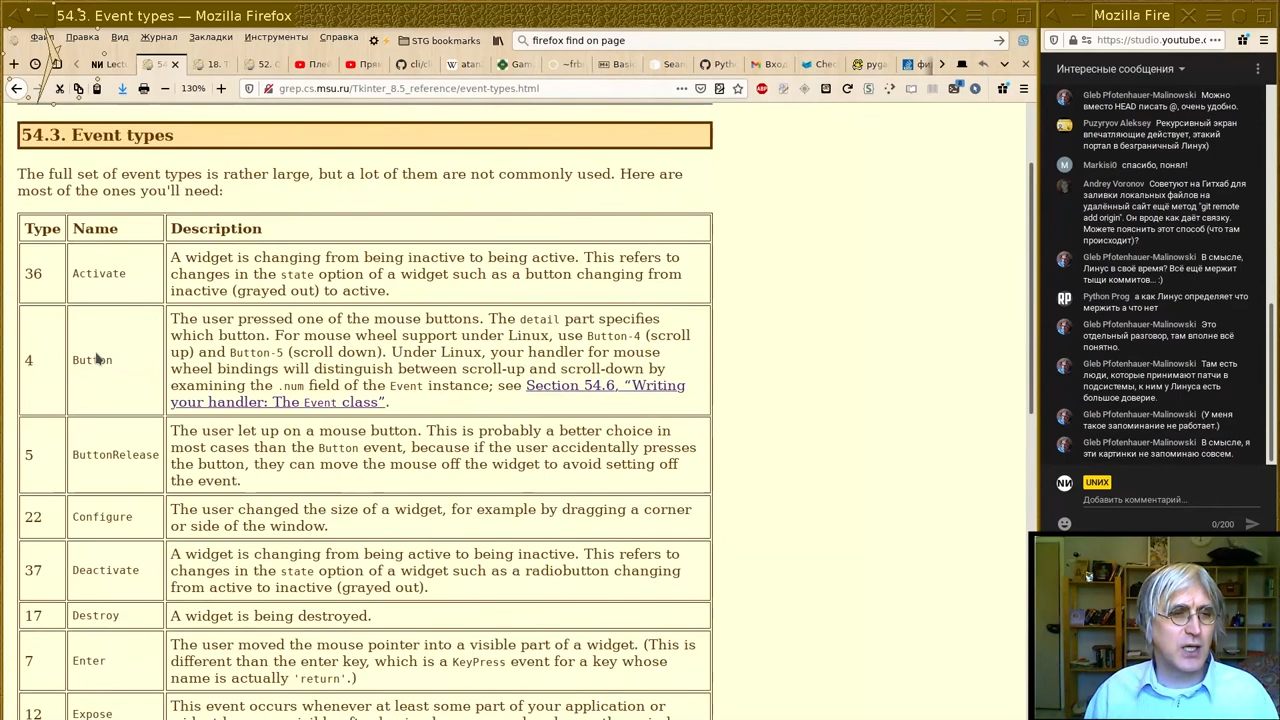 54.3. Event types — Mozilla Firefox
Mozilla Fire
Файл Правка Вид Журнал Закладки Инструменты Справка
STG bookmarks
firefox find on page
https://studio.youtube.c
54
18. T
52. C
cli/cl
Gam
~frb
Basi
Sear
Pyth
Вход
Chec
pyga
130%
grep.cs.msu.ru/Tkinter_8.5_reference/event-types.html
54.3. Event types
The full set of event types is rather large, but a lot of them are not commonly used. Here are
most of the ones you'll need:
Type Name Description
36 Activate
A widget is changing from being inactive to being active. This refers to
changes in the state option of a widget such as a button changing from
inactive (grayed out) to active.
4 Button
The user pressed one of the mouse buttons. The detail part specifies
which button. For mouse wheel support under Linux, use Button-4 (scroll
up) and Button-5 (scroll down). Under Linux, your handler for mouse
wheel bindings will distinguish between scroll-up and scroll-down by
examining the .num field of the Event instance; see Section 54.6, “Writing
your handler: The Event class”.
5 ButtonRelease
The user let up on a mouse button. This is probably a better choice in
most cases than the Button event, because if the user accidentally presses
the button, they can move the mouse off the widget to avoid setting off
the event.
22 Configure
The user changed the size of a widget, for example by dragging a corner
or side of the window.
37 Deactivate
A widget is changing from being active to being inactive. This refers to
changes in the state option of a widget such as a radiobutton changing
from active to inactive (grayed out).
17 Destroy A widget is being destroyed.
7 Enter
The user moved the mouse pointer into a visible part of a widget. (This is
different than the enter key, which is a KeyPress event for a key whose
name is actually 'return'.)
12 Expose
This event occurs whenever at least some part of your application or
Интересные сообщения
Gleb Pfotenhauer-Malinowski Можно
вместо HEAD писать @, очень удобно.
Puzyryov Aleksey Рекурсивный экран
впечатляющие действует, этакий
портал в безграничный Линух)
Markisi0 спасибо, понял!
Andrey Voronov Советуют на Гитхаб для
заливки локальных файлов на
удалённый сайт ещё метод "git remote
add origin". Он вроде как даёт связку.
Можете пояснить этот способ (что там
происходит)?
Gleb Pfotenhauer-Malinowski В смысле,
Линус в своё время? Всё ещё мержит
тыщи коммитов... :)
Python Prog а как Линус определяет что
мержить а что нет
Gleb Pfotenhauer-Malinowski Это
отдельный разговор, там вполне всё
понятно.
Gleb Pfotenhauer-Malinowski Там есть
люди, которые принимают патчи в
подсистемы, к ним у Линуса есть
большое доверие.
Gleb Pfotenhauer-Malinowski (У меня
такое запоминание не работает.)
Gleb Pfotenhauer-Malinowski В смысле, я
эти картинки не запоминаю совсем.
NИ UNИX
Добавить комментарий...
0/200